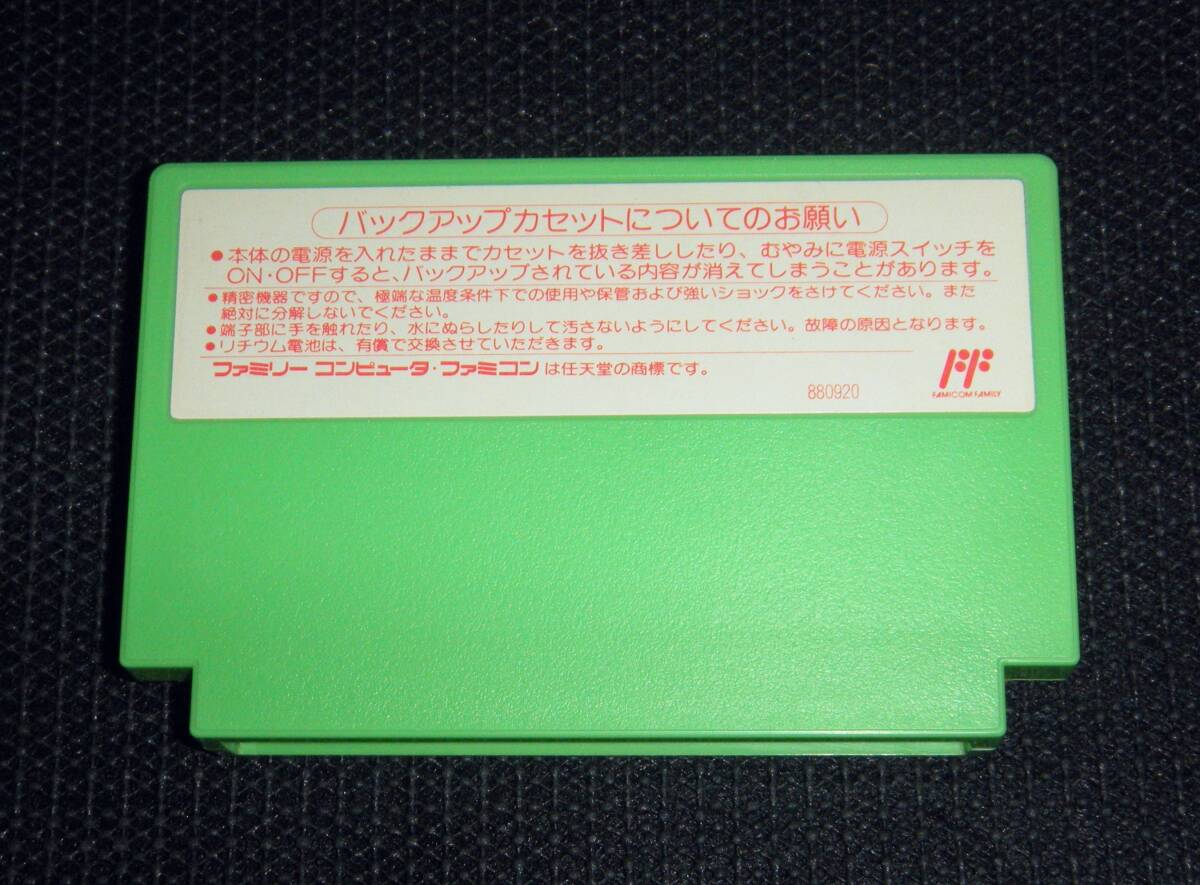 バックアップカセットについてのお願い
●本体の電源を入れたままでカセットを抜き差ししたり、むやみに電源スイッチを
ON・OFFすると、バックアップされている内容が消えてしまうことがあります。
●精密機器ですので、極端な温度条件下での使用や保管および強いショックをさけてください。また
絶対に分解しないでください。
●端子部に手を触れたり、水にぬらしたりして汚さないようにしてください。故障の原因となります。
●リチウム電池は、有償で交換させていただきます。
ファミリー コンピュータ・ファミコンは任天堂の商標です。
880920
FAMICOM FAMILY